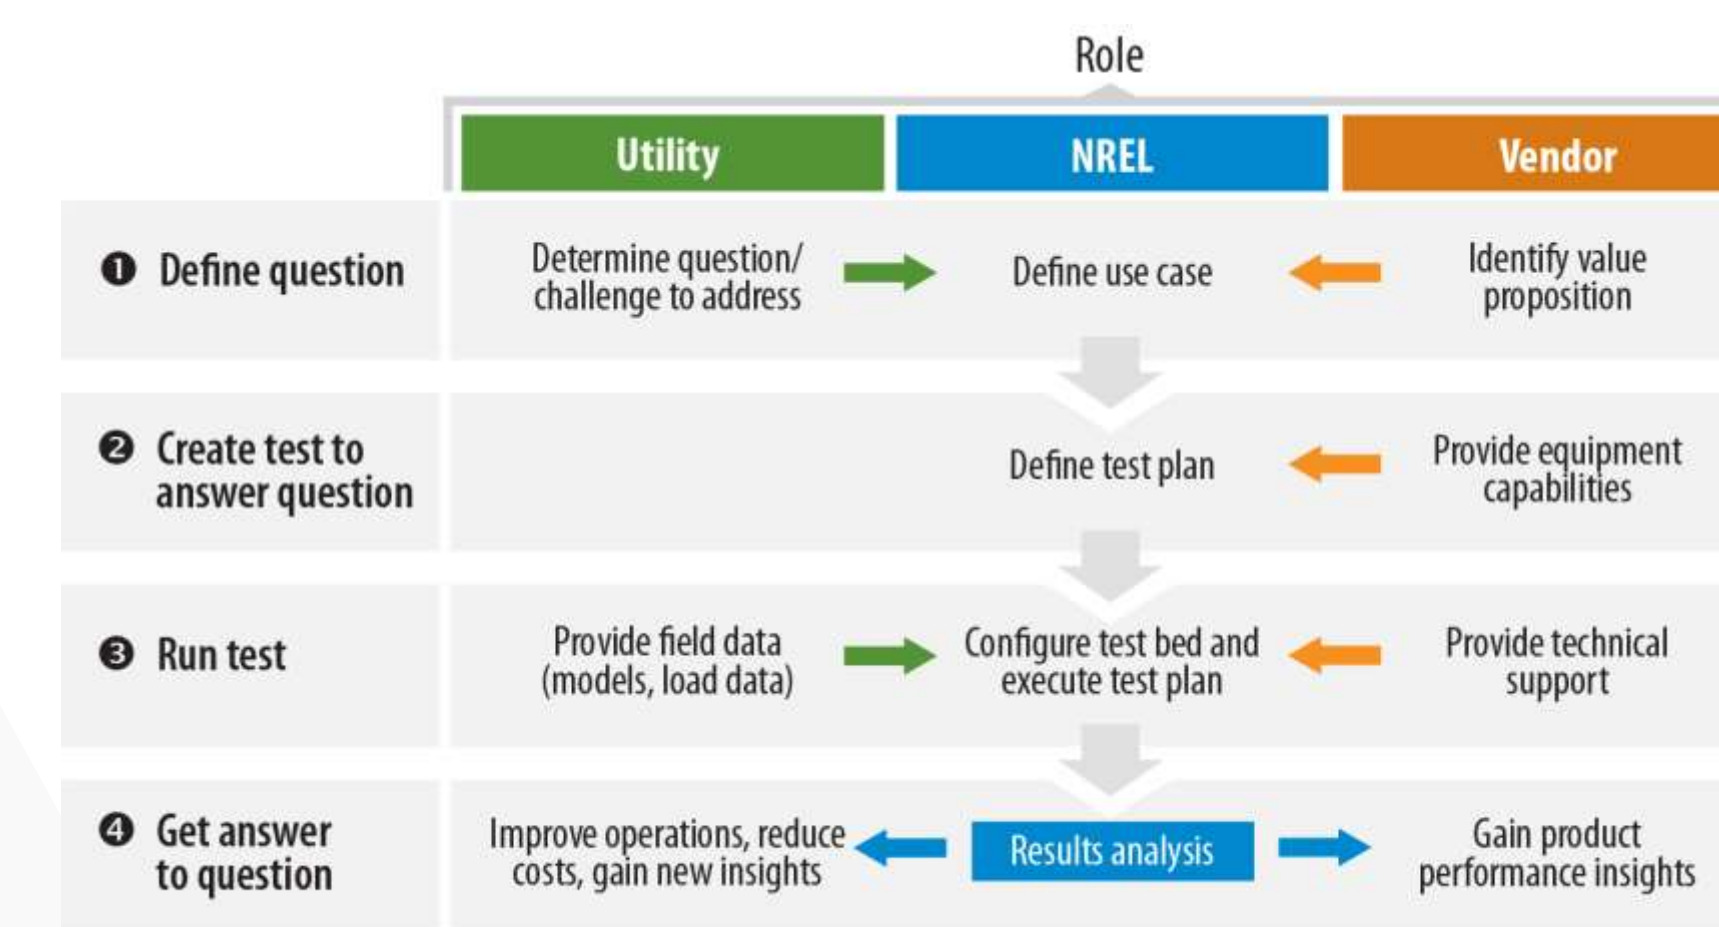 Role
Utility
NREL
Vendor
❶ Define question
Determine question/
challenge to address
Define use case
Identify value
proposition
❷ Create test to
answer question
Define test plan
Provide equipment
capabilities
❸ Run test
Provide field data
(models, load data)
Configure test bed and
execute test plan
Provide technical
support
❹ Get answer
to question
Improve operations, reduce
costs, gain new insights
Results analysis
Gain product
performance insights